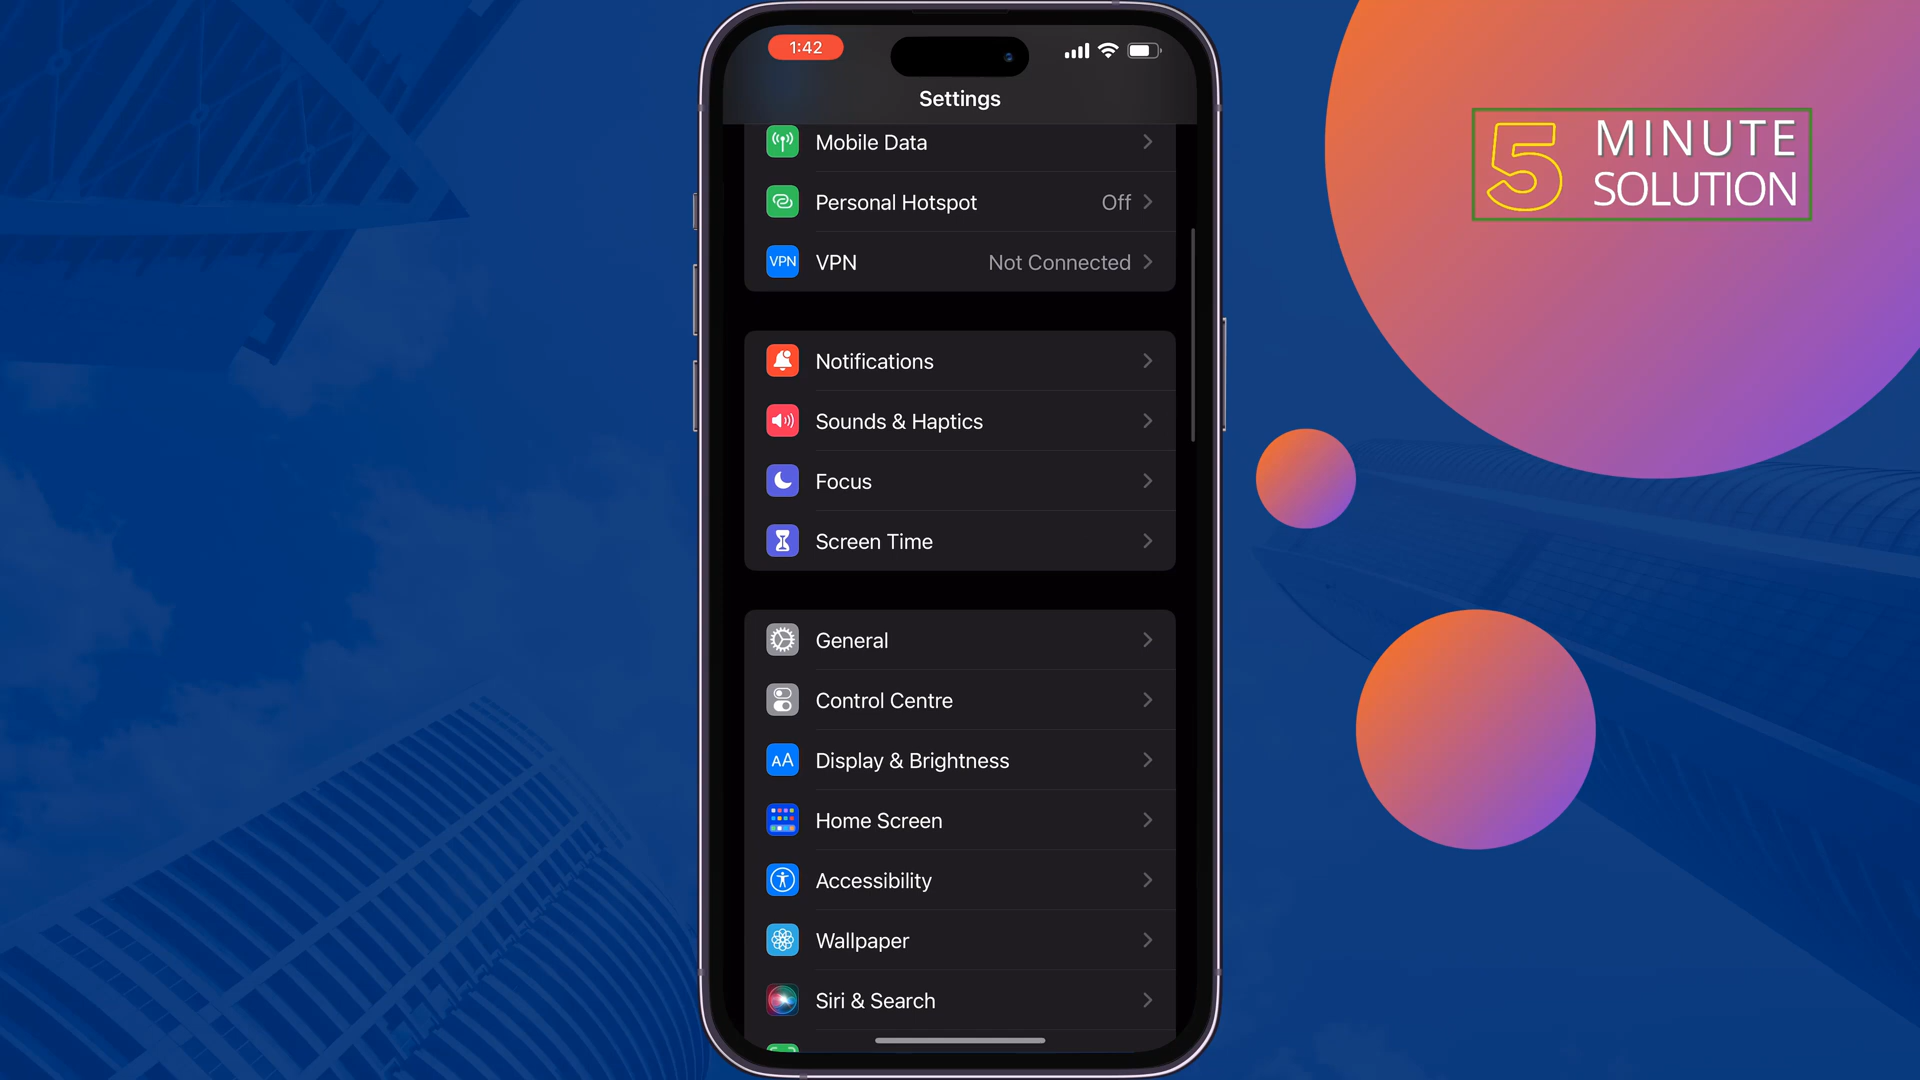 1:42
Settings
5 MINUTE
SOLUTION
Mobile Data
Personal Hotspot Off
VPN VPN Not Connected
Notifications
Sounds & Haptics
Focus
Screen Time
General
Control Centre
AA Display & Brightness
Home Screen
Accessibility
Wallpaper
Siri & Search